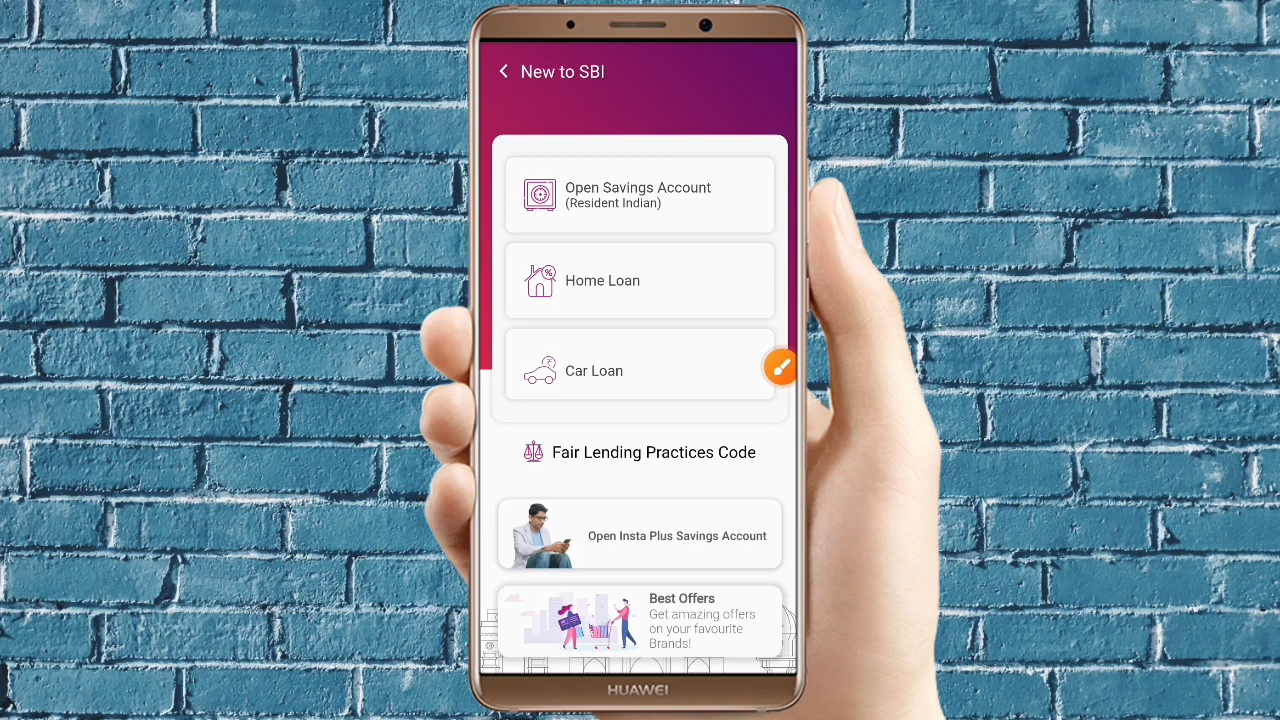 New to SBI
Open Savings Account
(Resident Indian)
Home Loan
Car Loan
Fair Lending Practices Code
Open Insta Plus Savings Account
Best Offers
Get amazing offers
on your favourite
Brands!
HUAWEI